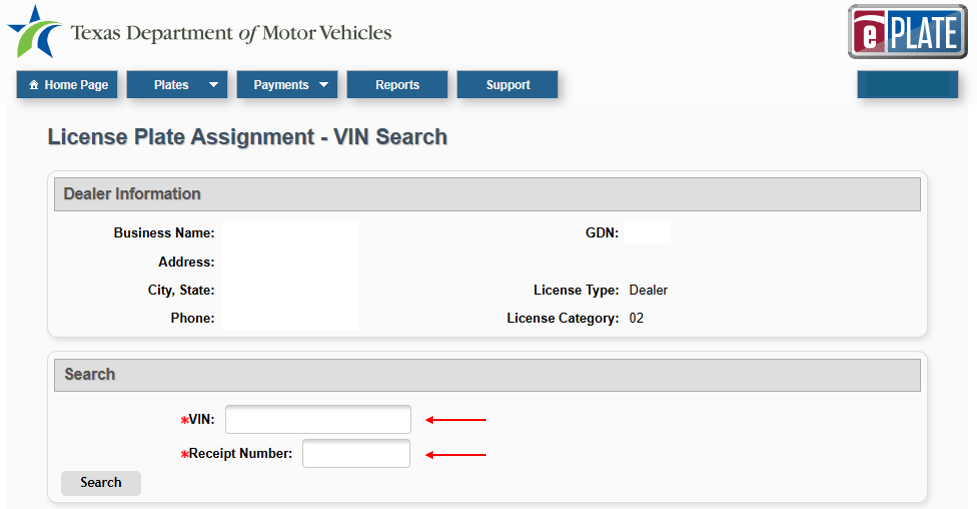 Texas Department of Motor Vehicles
e PLATE
Home Page Plates Payments Reports Support
License Plate Assignment - VIN Search
Dealer Information
Business Name: GDN:
Address:
City, State: License Type: Dealer
Phone: License Category: 02
Search
*VIN:
*Receipt Number:
Search